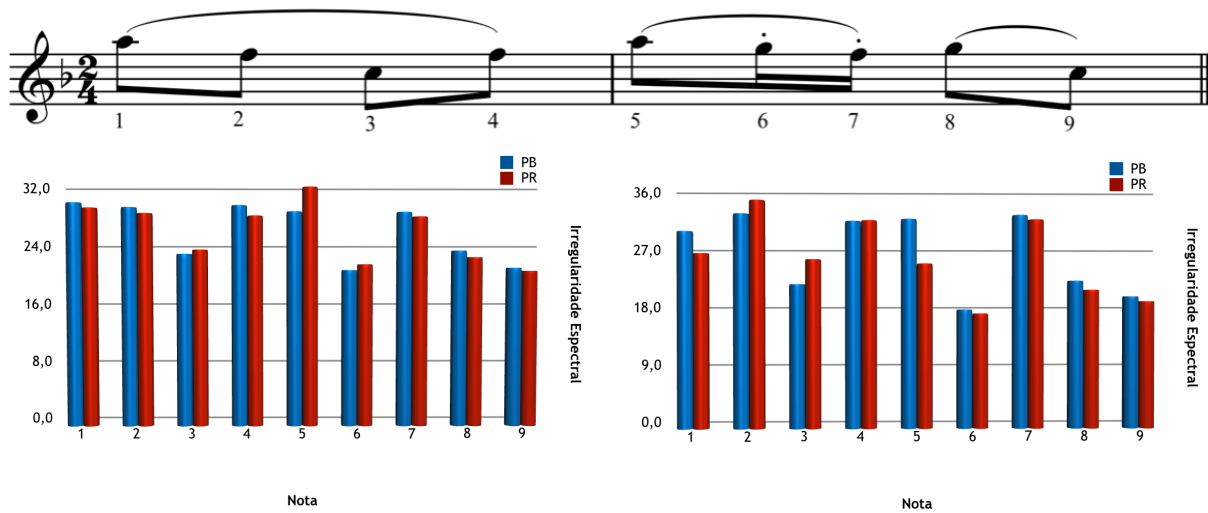 2
4
1 2 3 4 5 6 7 8 9
PB
PR
32,0
24,0
16,0
8,0
0,0
1 2 3 4 5 6 7 8 9
Nota
Irregularidade Espectral
PB
PR
36,0
27,0
18,0
9,0
0,0
1 2 3 4 5 6 7 8 9
Nota
Irregularidade Espectral